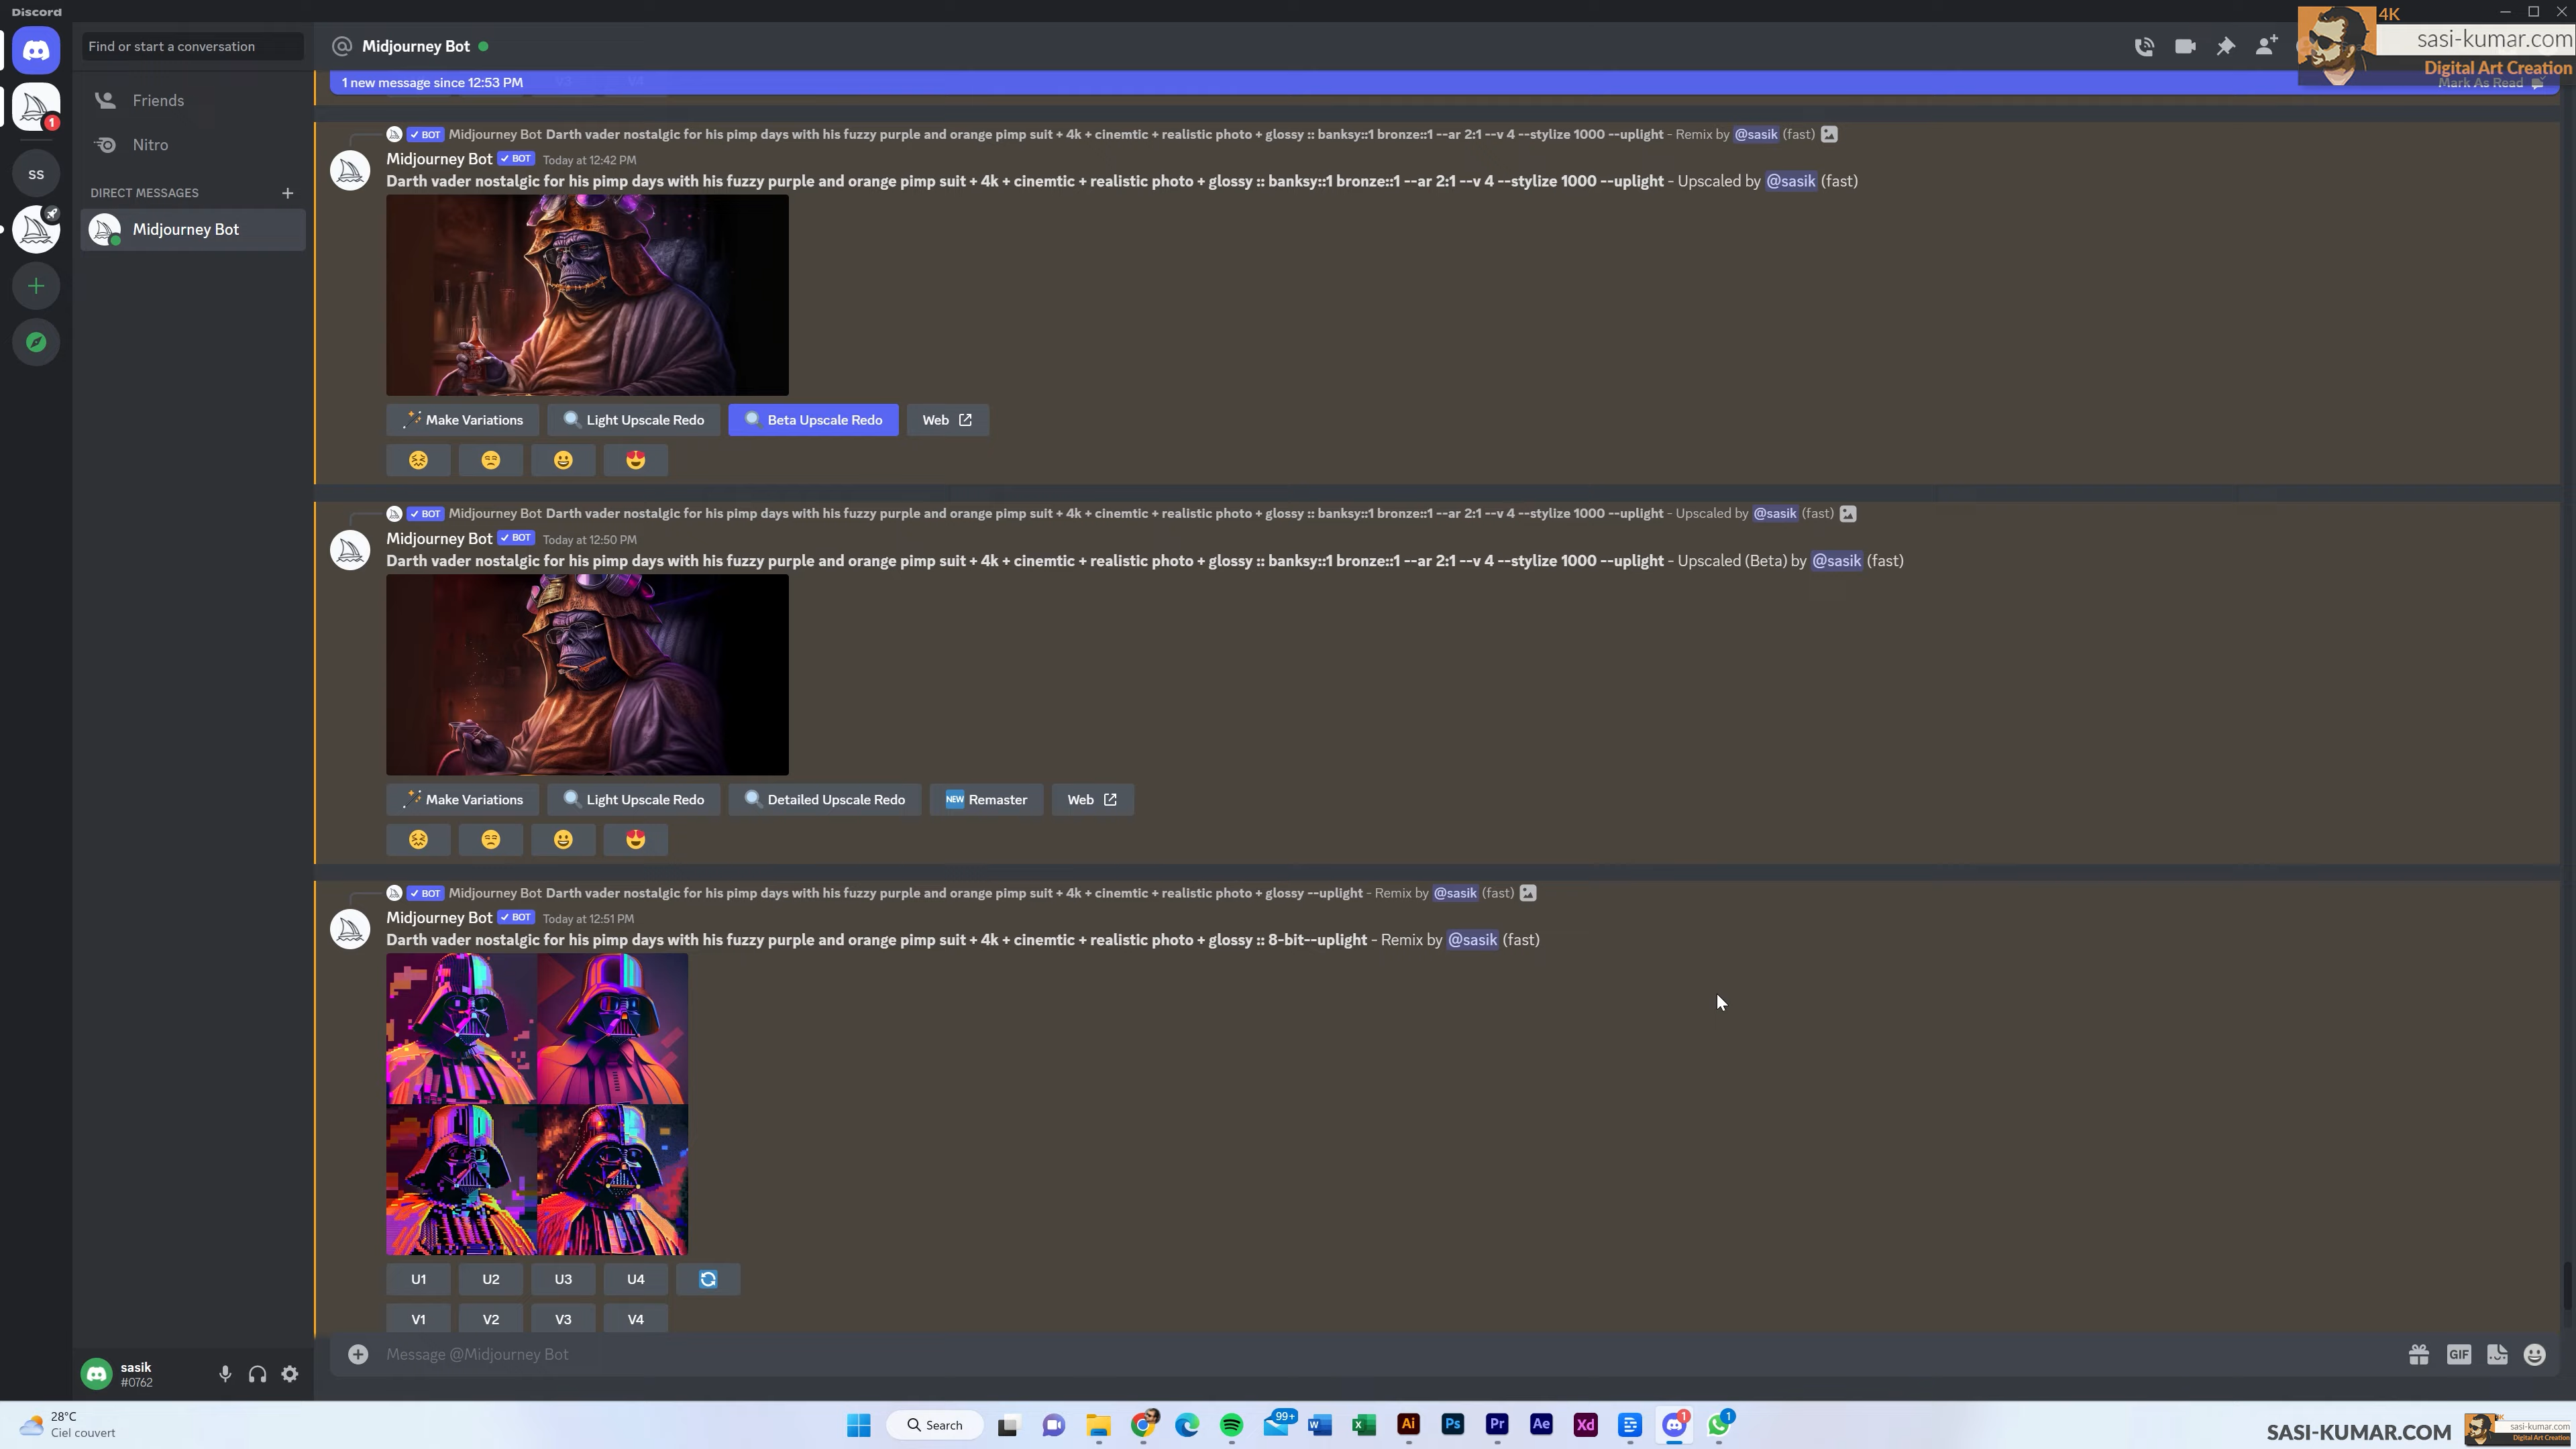 Discord
4K
sasi-kumar.com
Digital Art Creation
Find or start a conversation
Midjourney Bot
1 new message since 12:53 PM
Mark As Read
1
Friends
Nitro
ss
DIRECT MESSAGES
Midjourney Bot
BOT Midjourney Bot Darth vader nostalgic for his pimp days with his fuzzy purple and orange pimp suit + 4k + cinemtic + realistic photo + glossy :: banksy::1 bronze::1 --ar 2:1 --v 4 --stylize 1000 --uplight - Remix by @sasik (fast)
Midjourney Bot BOT Today at 12:42 PM
Darth vader nostalgic for his pimp days with his fuzzy purple and orange pimp suit + 4k + cinemtic + realistic photo + glossy :: banksy::1 bronze::1 --ar 2:1 --v 4 --stylize 1000 --uplight - Upscaled by @sasik (fast)
Make Variations Light Upscale Redo Beta Upscale Redo Web
BOT Midjourney Bot Darth vader nostalgic for his pimp days with his fuzzy purple and orange pimp suit + 4k + cinemtic + realistic photo + glossy :: banksy::1 bronze::1 --ar 2:1 --v 4 --stylize 1000 --uplight - Upscaled by @sasik (fast)
Midjourney Bot BOT Today at 12:50 PM
Darth vader nostalgic for his pimp days with his fuzzy purple and orange pimp suit + 4k + cinemtic + realistic photo + glossy :: banksy::1 bronze::1 --ar 2:1 --v 4 --stylize 1000 --uplight - Upscaled (Beta) by @sasik (fast)
Make Variations Light Upscale Redo Detailed Upscale Redo NEW Remaster Web
BOT Midjourney Bot Darth vader nostalgic for his pimp days with his fuzzy purple and orange pimp suit + 4k + cinemtic + realistic photo + glossy --uplight - Remix by @sasik (fast)
Midjourney Bot BOT Today at 12:51 PM
Darth vader nostalgic for his pimp days with his fuzzy purple and orange pimp suit + 4k + cinemtic + realistic photo + glossy :: 8-bit--uplight - Remix by @sasik (fast)
U1 U2 U3 U4
V1 V2 V3 V4
Message @Midjourney Bot
GIF
sasik
#0762
28°C
Ciel couvert
Search
99+
W
X
Ai
Ps
Pr
Ae
Xd
1
1
SASI-KUMAR.COM
sasi-kumar.com
Digital Art Creation